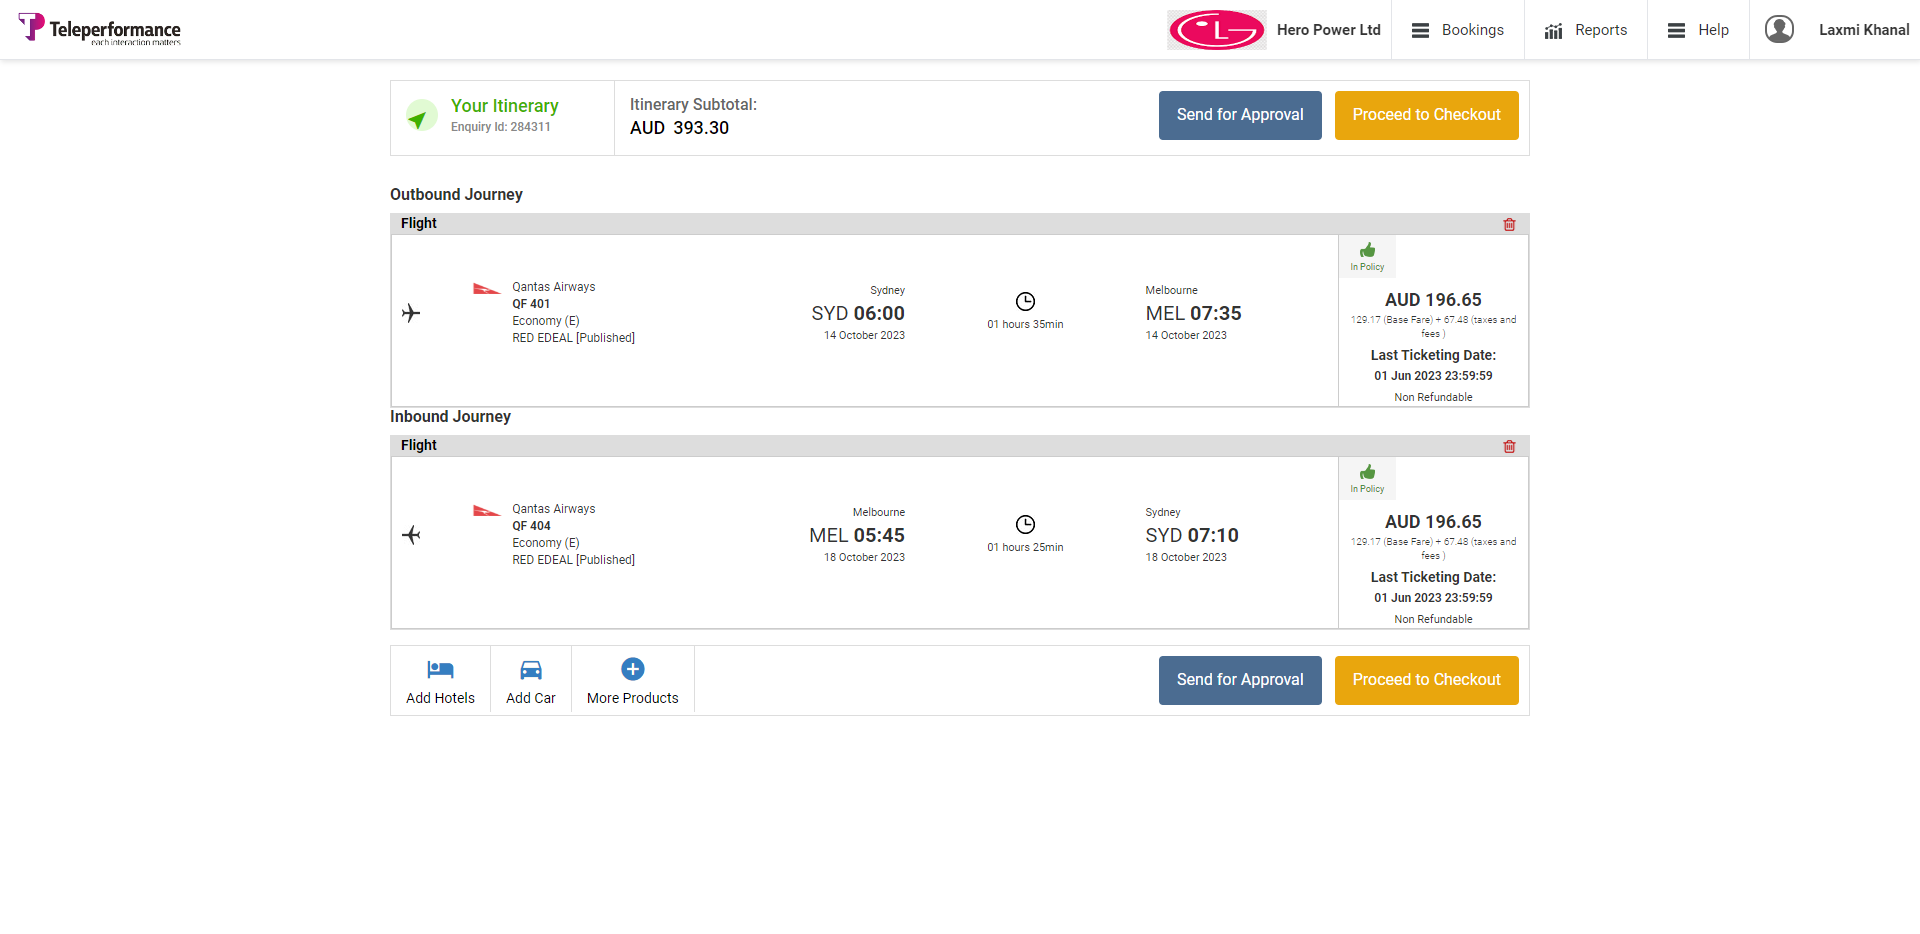 Teleperformance
each interaction matters
LG
Hero Power Ltd
Bookings
Reports
Help
Laxmi Khanal
Your Itinerary
Enquiry Id: 284311
Itinerary Subtotal:
AUD 393.30
Send for Approval
Proceed to Checkout
Outbound Journey
Flight
Qantas Airways
QF 401
Economy (E)
RED EDEAL [Published]
Sydney
SYD 06:00
14 October 2023
01 hours 35min
Melbourne
MEL 07:35
14 October 2023
In Policy
AUD 196.65
129.17 (Base Fare) + 67.48 (taxes and
fees )
Last Ticketing Date:
01 Jun 2023 23:59:59
Non Refundable
Inbound Journey
Flight
Qantas Airways
QF 404
Economy (E)
RED EDEAL [Published]
Melbourne
MEL 05:45
18 October 2023
01 hours 25min
Sydney
SYD 07:10
18 October 2023
In Policy
AUD 196.65
129.17 (Base Fare) + 67.48 (taxes and
fees )
Last Ticketing Date:
01 Jun 2023 23:59:59
Non Refundable
Add Hotels
Add Car
More Products
Send for Approval
Proceed to Checkout